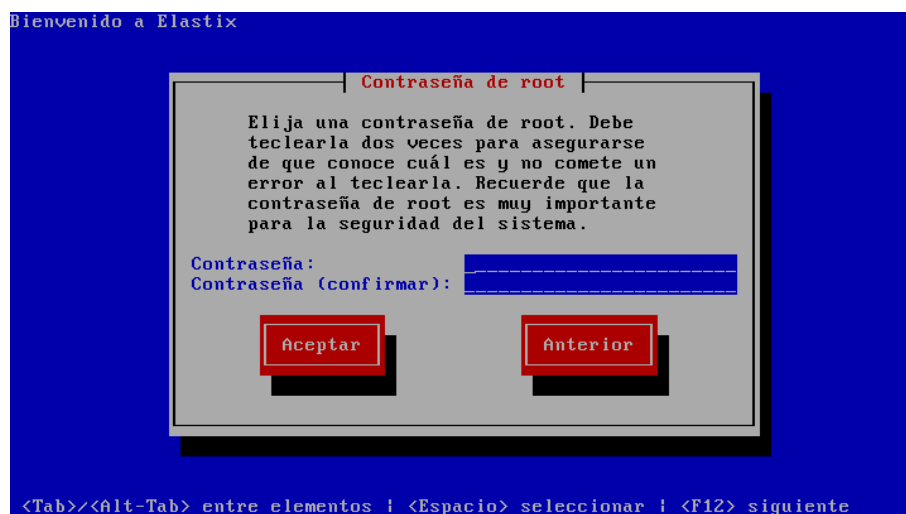 Bienvenido a Elastix
Contraseña de root
Elija una contraseña de root. Debe
teclearla dos veces para asegurarse
de que conoce cuál es y no comete un
error al teclearla. Recuerde que la
contraseña de root es muy importante
para la seguridad del sistema.
Contraseña:
Contraseña (confirmar):
Aceptar
Anterior
<Tab>/<Alt-Tab> entre elementos | <Espacio> seleccionar | <F12> siguiente